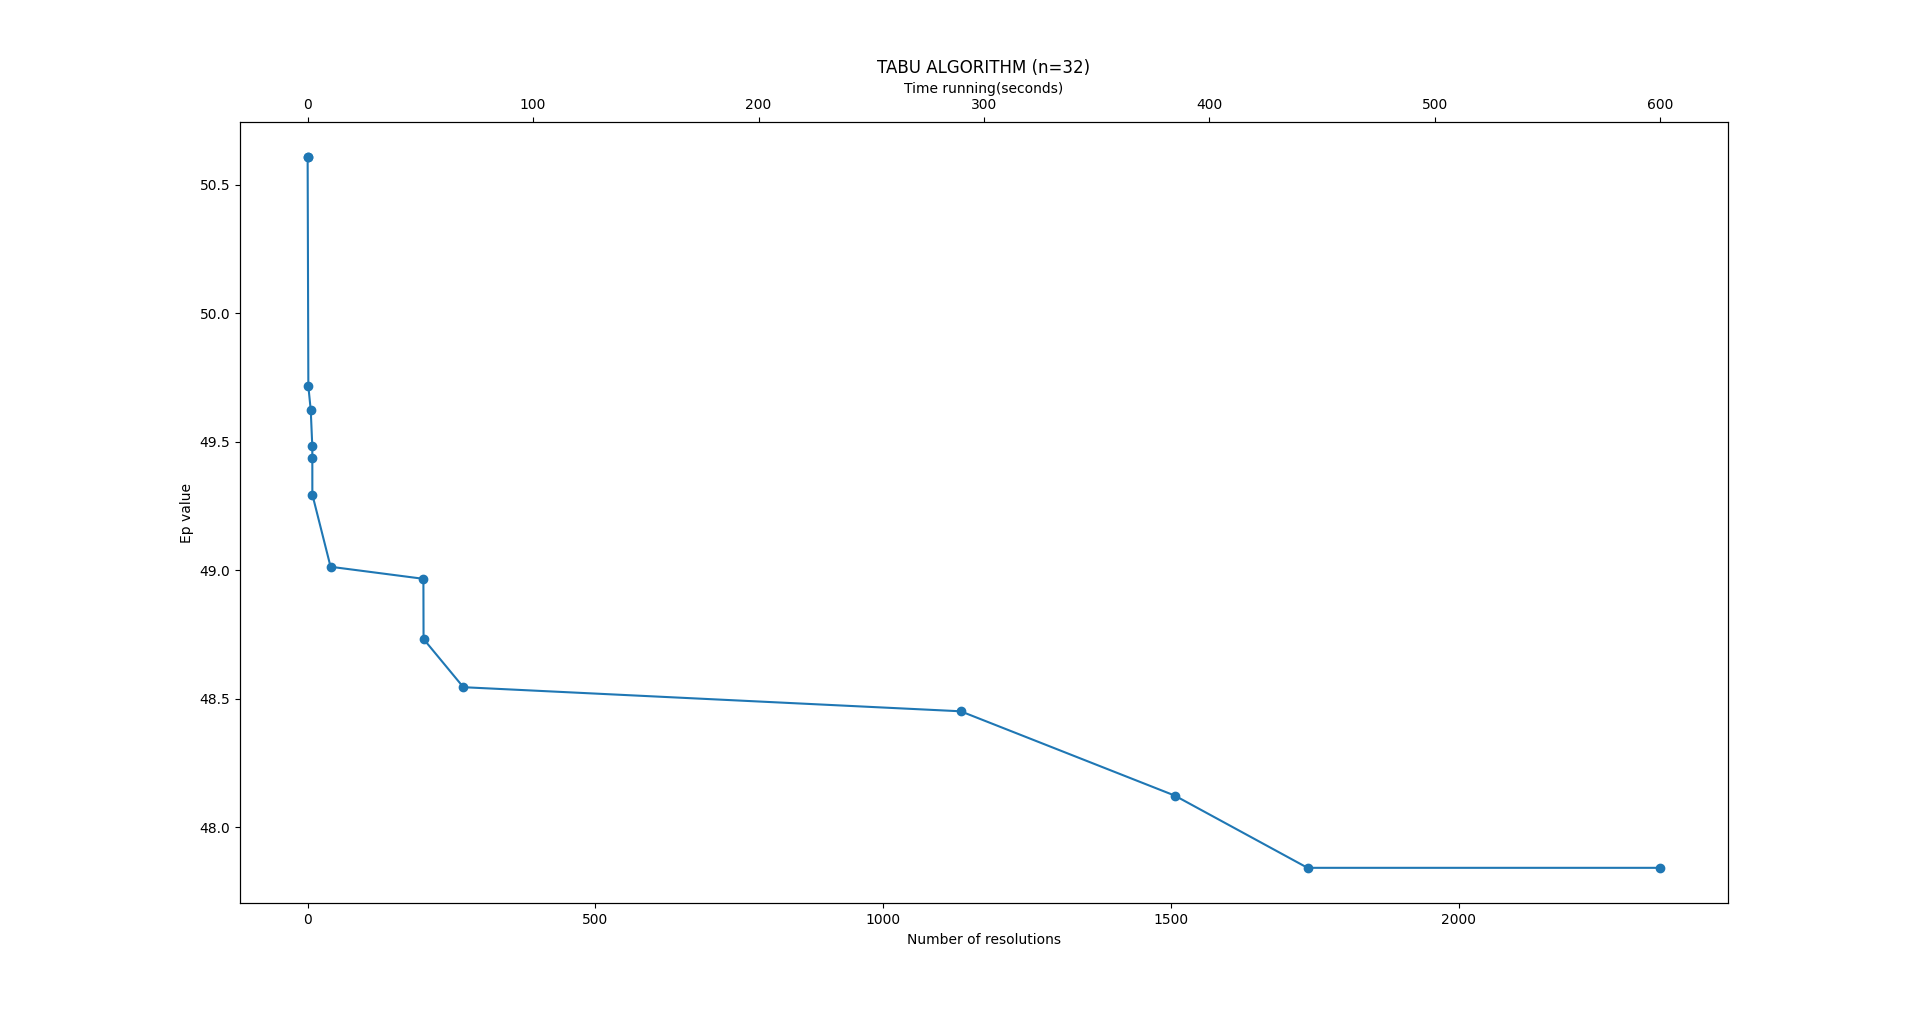 TABU ALGORITHM (n=32)
Time running(seconds)
0 100 200 300 400 500 600
50.5
50.0
49.5
49.0
48.5
48.0
Ep value
0 500 1000 1500 2000
Number of resolutions